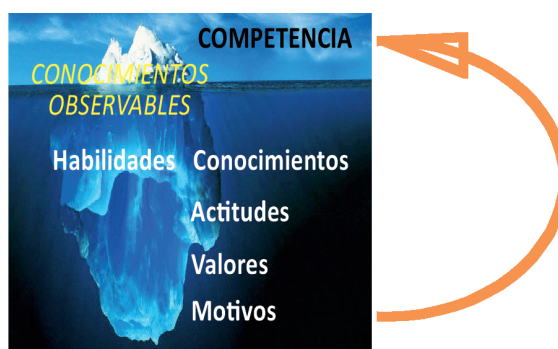 COMPETENCIA
CONOCIMIENTOS
OBSERVABLES
Habilidades Conocimientos
Actitudes
Valores
Motivos